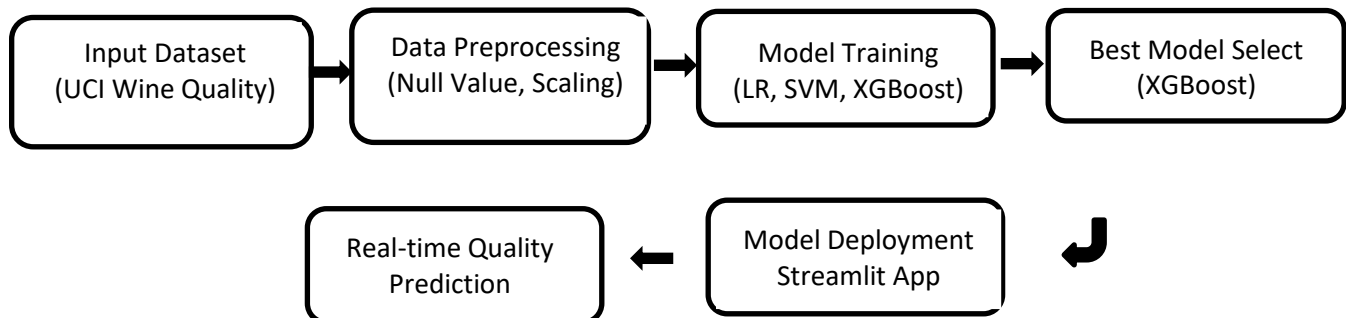 Input Dataset
(UCI Wine Quality)
Data Preprocessing
(Null Value, Scaling)
Model Training
(LR, SVM, XGBoost)
Best Model Select
(XGBoost)
Model Deployment
Streamlit App
Real-time Quality
Prediction